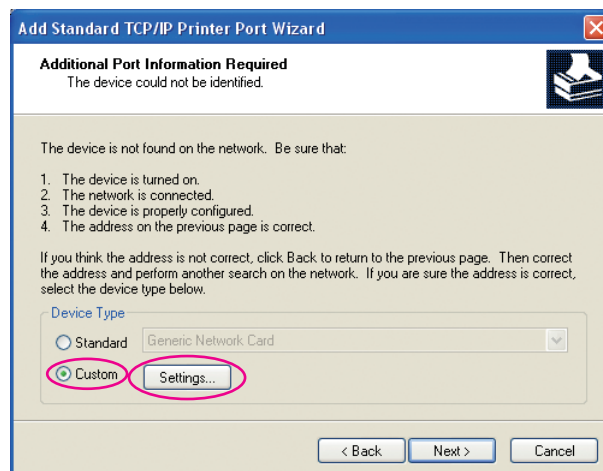 Add Standard TCP/IP Printer Port Wizard
Additional Port Information Required
The device could not be identified.
The device is not found on the network. Be sure that:
1. The device is turned on.
2. The network is connected.
3. The device is properly configured.
4. The address on the previous page is correct.
If you think the address is not correct, click Back to return to the previous page. Then correct
the address and perform another search on the network. If you are sure the address is correct,
select the device type below.
Device Type
Standard Generic Network Card
Custom Settings...
< Back Next > Cancel